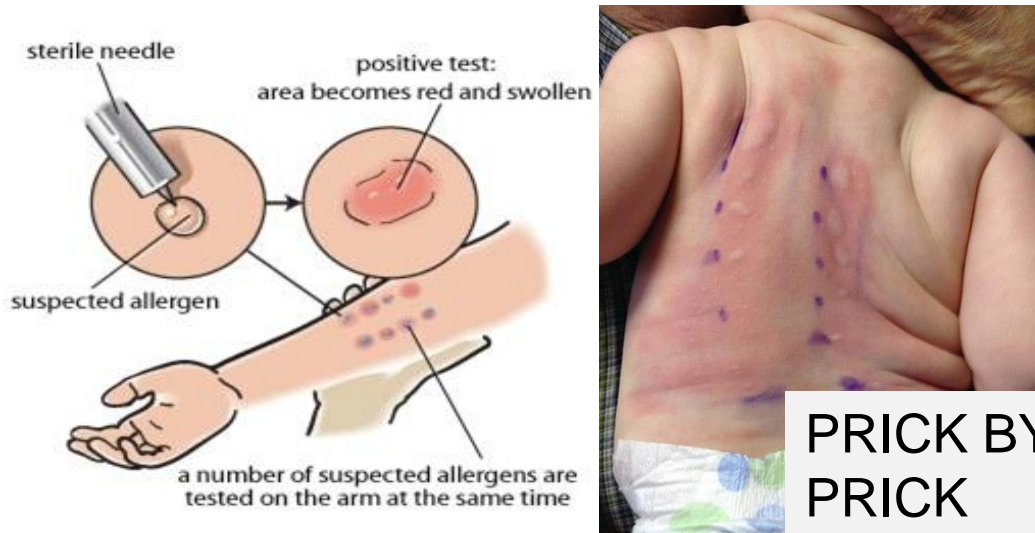 sterile needle
positive test:
area becomes red and swollen
suspected allergen
a number of suspected allergens are
tested on the arm at the same time
PRICK BY
PRICK